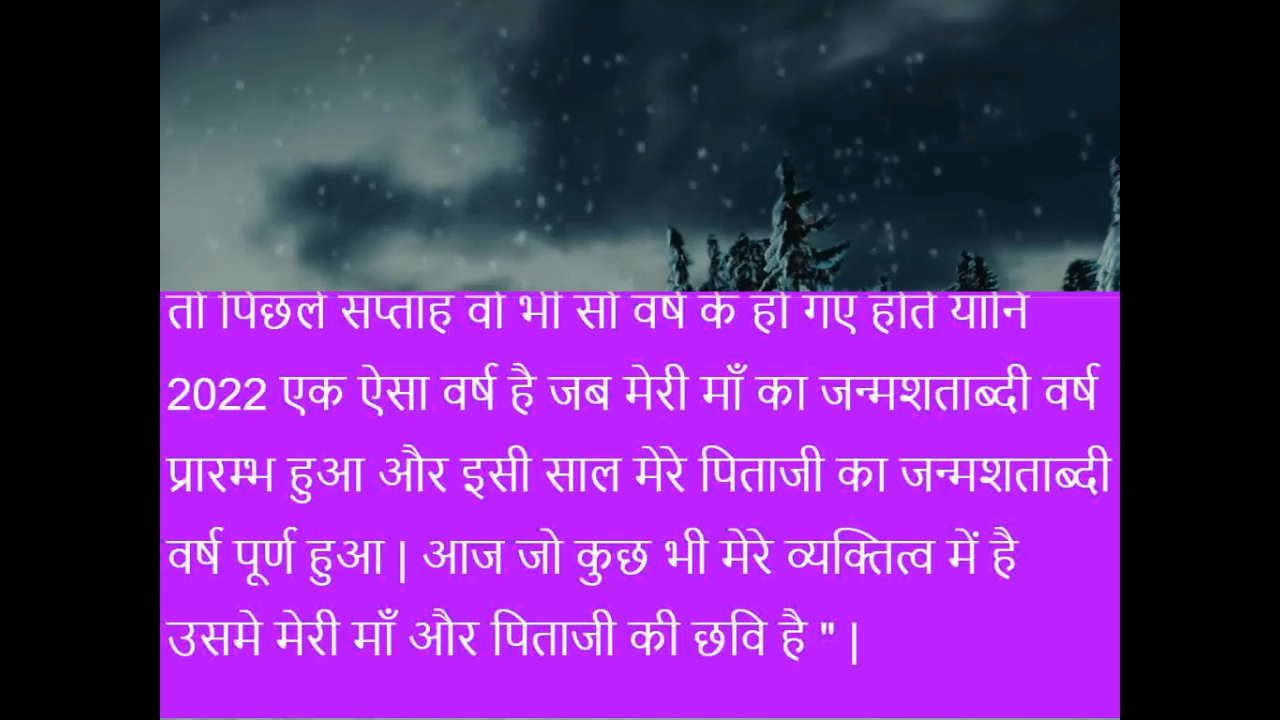 तो पिछले सप्ताह वो भी सौ वर्ष के हो गए होते यानि
2022 एक ऐसा वर्ष है जब मेरी माँ का जन्मशताब्दी वर्ष
प्रारम्भ हुआ और इसी साल मेरे पिताजी का जन्मशताब्दी
वर्ष पूर्ण हुआ | आज जो कुछ भी मेरे व्यक्तित्व में है
उसमे मेरी माँ और पिताजी की छवि है " |